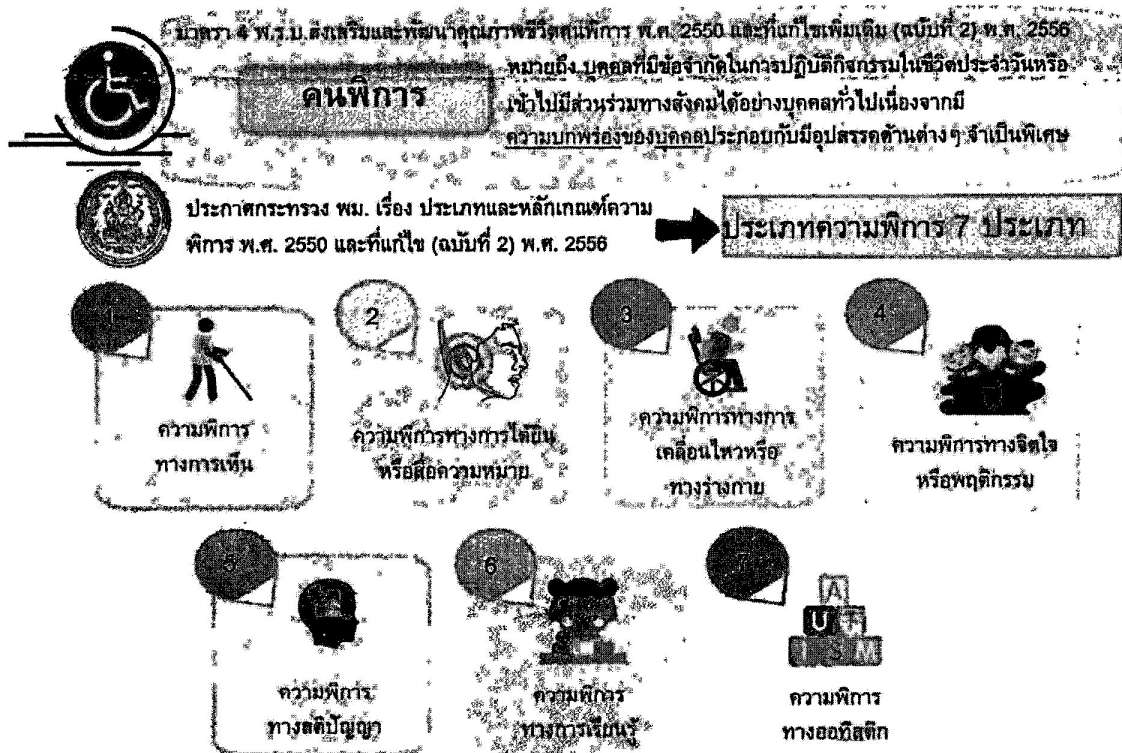 มาตรา 4 พ.ร.บ.ส่งเสริมและพัฒนาคุณภาพชีวิตคนพิการ พ.ศ. 2550 และที่แก้ไขเพิ่มเติม (ฉบับที่ 2) พ.ศ. 2556
คนพิการ
หมายถึง บุคคลที่มีข้อจำกัดในการปฏิบัติกิจกรรมในชีวิตประจำวันหรือ
เข้าไปมีส่วนร่วมทางสังคมได้อย่างบุคคลทั่วไปเนื่องจากมี
ความบกพร่องของบุคคลประกอบกับมีอุปสรรคด้านต่างๆ จำเป็นพิเศษ
ประกาศกระทรวง พม. เรื่อง ประเภทและหลักเกณฑ์ความ
พิการ พ.ศ. 2550 และที่แก้ไข (ฉบับที่ 2) พ.ศ. 2556
ประเภทความพิการ 7 ประเภท
1
ความพิการ
ทางการเห็น
2
ความพิการทางการได้ยิน
หรือสื่อความหมาย
3
ความพิการทางการ
เคลื่อนไหวหรือ
ทางร่างกาย
4
ความพิการทางจิตใจ
หรือพฤติกรรม
5
ความพิการ
ทางสติปัญญา
6
ความพิการ
ทางการเรียนรู้
7
A
U T
I S M
ความพิการ
ทางออทิสติก